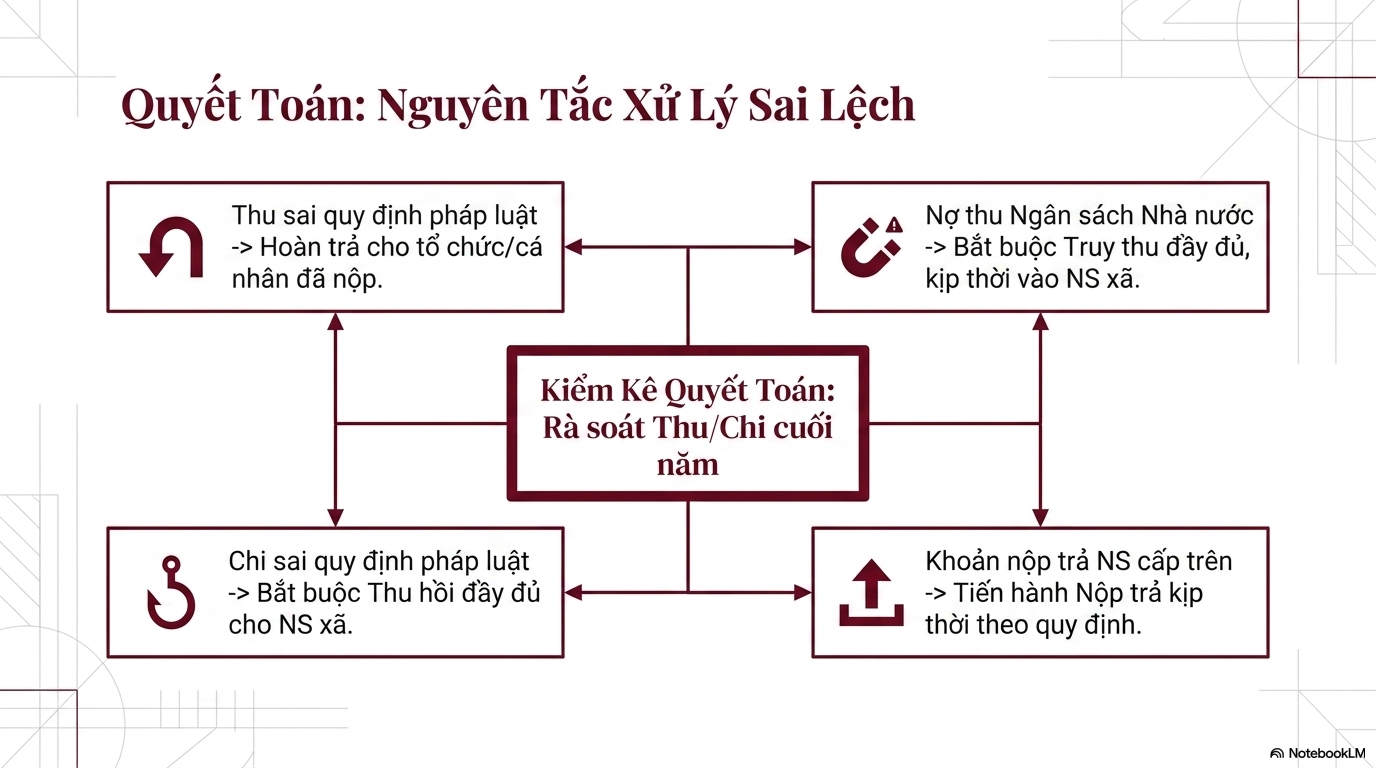 Quyết Toán: Nguyên Tắc Xử Lý Sai Lệch
Thu sai quy định pháp luật
-> Hoàn trả cho tổ chức/cá
nhân đã nộp.
Nợ thu Ngân sách Nhà nước
-> Bắt buộc Truy thu đầy đủ,
kịp thời vào NS xã.
Kiểm Kê Quyết Toán:
Rà soát Thu/Chi cuối
năm
Chi sai quy định pháp luật
-> Bắt buộc Thu hồi đầy đủ
cho NS xã.
Khoản nộp trả NS cấp trên
-> Tiến hành Nộp trả kịp
thời theo quy định.
NotebookLM